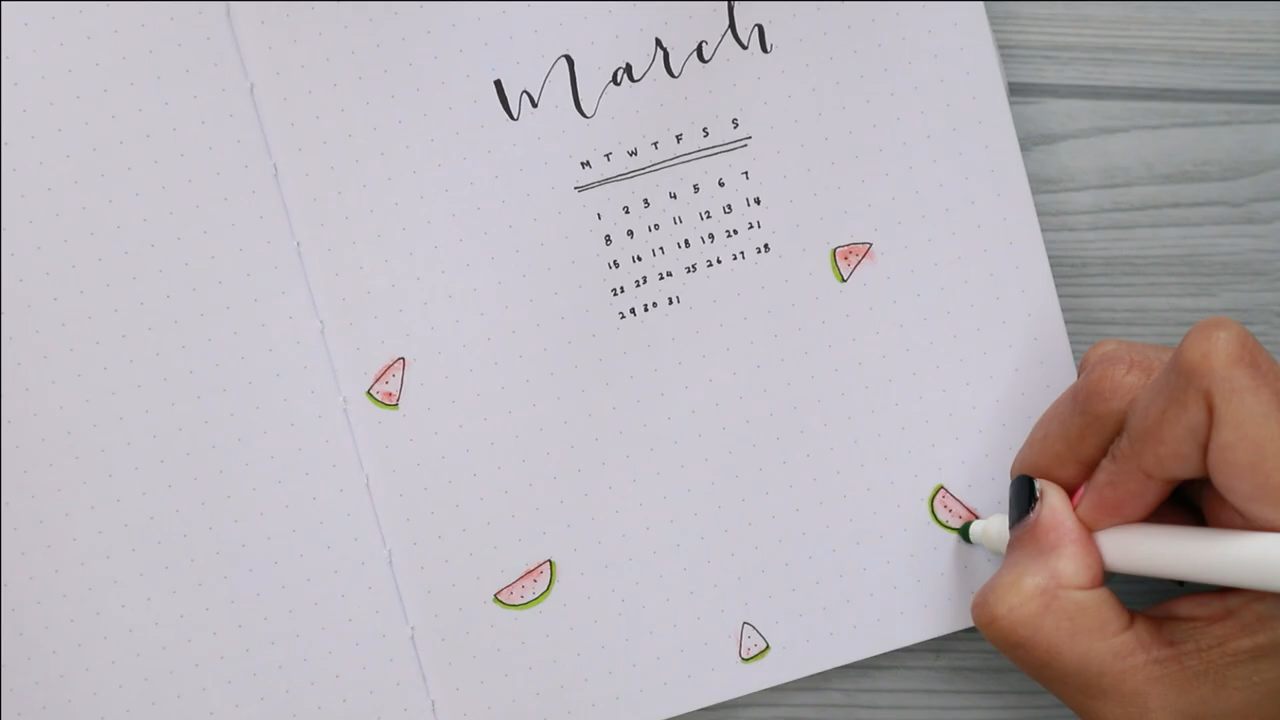 March
M T W T F S S
1 2 3 4 5 6 7
8 9 10 11 12 13 14
15 16 17 18 19 20 21
22 23 24 25 26 27 28
29 30 31